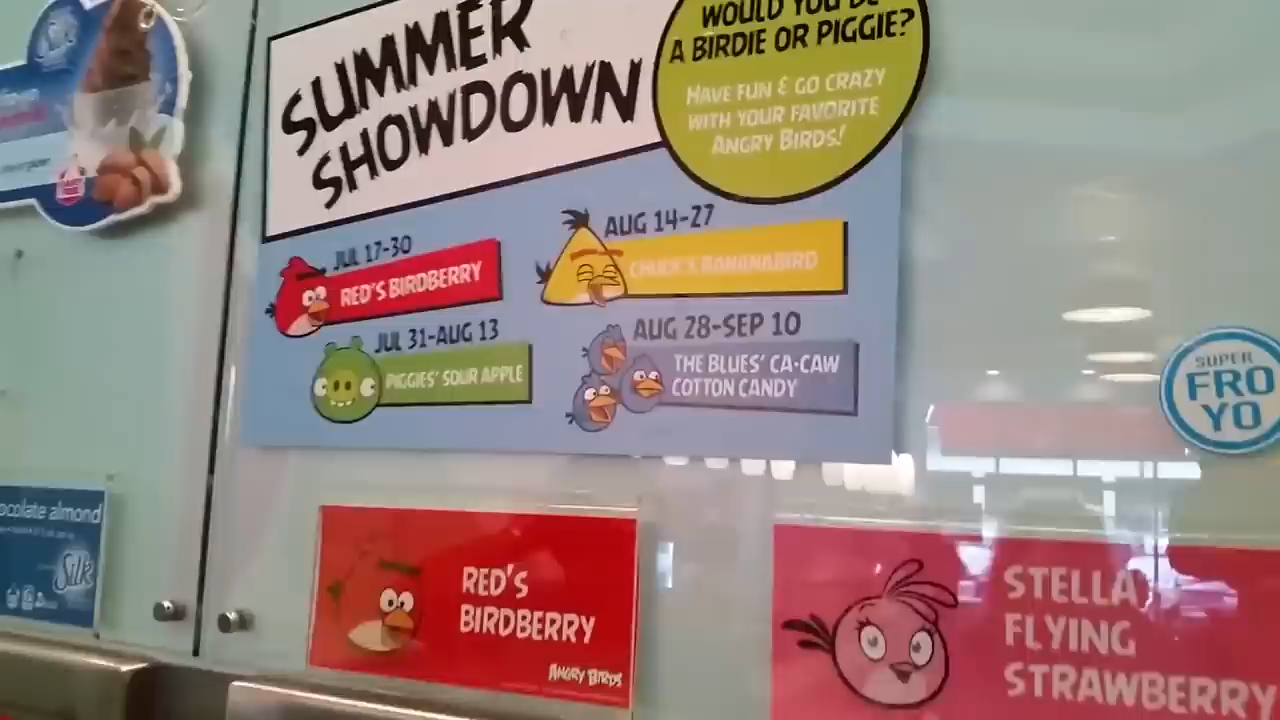 SUMMER
SHOWDOWN
WOULD YOU BE
A BIRDIE OR PIGGIE?
HAVE FUN & GO CRAZY
WITH YOUR FAVORITE
ANGRY BIRDS!
JUL 17-30
RED'S BIRDBERRY
AUG 14-27
CHUCK'S BANANABIRD
JUL 31-AUG 13
PIGGIES' SOUR APPLE
AUG 28-SEP 10
THE BLUES' CA-CAW
COTTON CANDY
SUPER
FRO
YO
ocolate almond
Silk
RED'S
BIRDBERRY
ANGRY BIRDS
STELLA
FLYING
STRAWBERRY